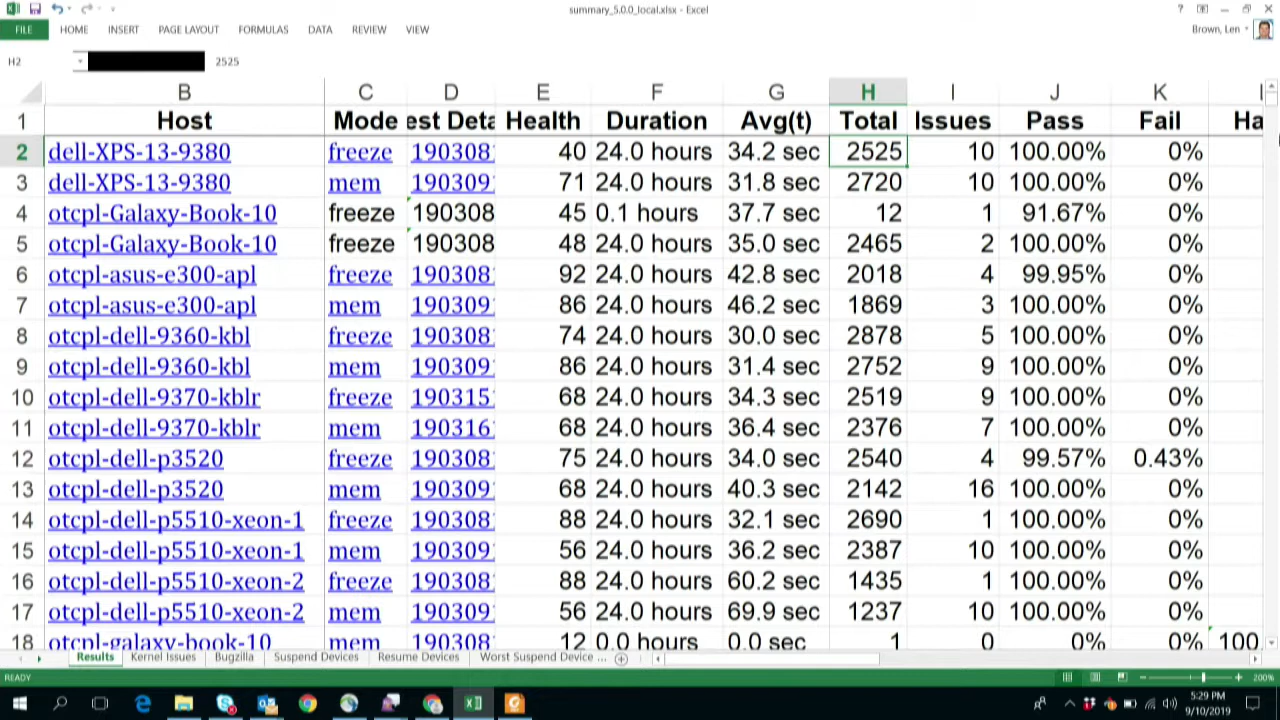 summary_5.0.0_local.xlsx - Excel
FILE HOME INSERT PAGE LAYOUT FORMULAS DATA REVIEW VIEW Brown, Len
H2 2525
B C D E F G H I J K
1 Host Mode est Deta Health Duration Avg(t) Total Issues Pass Fail Ha
2 dell-XPS-13-9380 freeze 190308 40 24.0 hours 34.2 sec 2525 10 100.00% 0%
3 dell-XPS-13-9380 mem 190309 71 24.0 hours 31.8 sec 2720 10 100.00% 0%
4 otcpl-Galaxy-Book-10 freeze 190308 45 0.1 hours 37.7 sec 12 1 91.67% 0%
5 otcpl-Galaxy-Book-10 freeze 190308 48 24.0 hours 35.0 sec 2465 2 100.00% 0%
6 otcpl-asus-e300-apl freeze 190308 92 24.0 hours 42.8 sec 2018 4 99.95% 0%
7 otcpl-asus-e300-apl mem 190309 86 24.0 hours 46.2 sec 1869 3 100.00% 0%
8 otcpl-dell-9360-kbl freeze 190308 74 24.0 hours 30.0 sec 2878 5 100.00% 0%
9 otcpl-dell-9360-kbl mem 190309 86 24.0 hours 31.4 sec 2752 9 100.00% 0%
10 otcpl-dell-9370-kblr freeze 190315 68 24.0 hours 34.3 sec 2519 9 100.00% 0%
11 otcpl-dell-9370-kblr mem 190316 68 24.0 hours 36.4 sec 2376 7 100.00% 0%
12 otcpl-dell-p3520 freeze 190308 75 24.0 hours 34.0 sec 2540 4 99.57% 0.43%
13 otcpl-dell-p3520 mem 190309 68 24.0 hours 40.3 sec 2142 16 100.00% 0%
14 otcpl-dell-p5510-xeon-1 freeze 190308 88 24.0 hours 32.1 sec 2690 1 100.00% 0%
15 otcpl-dell-p5510-xeon-1 mem 190309 56 24.0 hours 36.2 sec 2387 10 100.00% 0%
16 otcpl-dell-p5510-xeon-2 freeze 190308 88 24.0 hours 60.2 sec 1435 1 100.00% 0%
17 otcpl-dell-p5510-xeon-2 mem 190309 56 24.0 hours 69.9 sec 1237 10 100.00% 0%
18 otcpl-galaxy-book-10 mem 190308 12 0.0 hours 0.0 sec 1 0 0% 0% 100
Results Kernel Issues Bugzilla Suspend Devices Resume Devices Worst Suspend Device ...
READY 200%
5:29 PM
9/10/2019